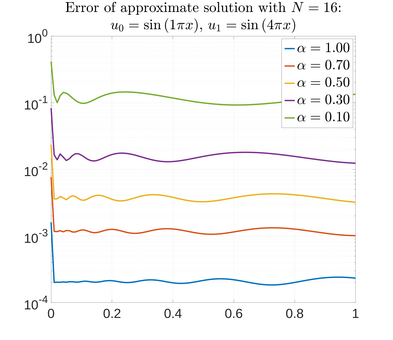 Error of approximate solution with N = 16:
u₀ = sin (1πx), u₁ = sin (4πx)
10⁰
10⁻¹
10⁻²
10⁻³
10⁻⁴
0
0.2
0.4
0.6
0.8
1
α = 1.00
α = 0.70
α = 0.50
α = 0.30
α = 0.10